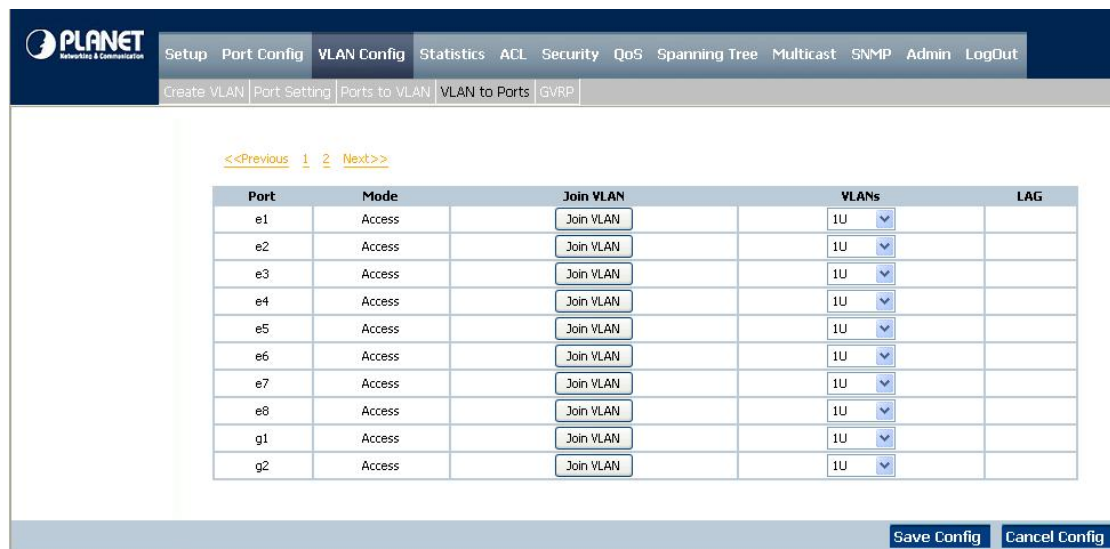 PLANET
Networking & Communication
Setup Port Config VLAN Config Statistics ACL Security QoS Spanning Tree Multicast SNMP Admin LogOut
Create VLAN Port Setting Ports to VLAN VLAN to Ports GVRP
<<Previous 1 2 Next>>
Port Mode Join VLAN VLANs LAG
e1 Access Join VLAN 1U
e2 Access Join VLAN 1U
e3 Access Join VLAN 1U
e4 Access Join VLAN 1U
e5 Access Join VLAN 1U
e6 Access Join VLAN 1U
e7 Access Join VLAN 1U
e8 Access Join VLAN 1U
g1 Access Join VLAN 1U
g2 Access Join VLAN 1U
Save Config Cancel Config